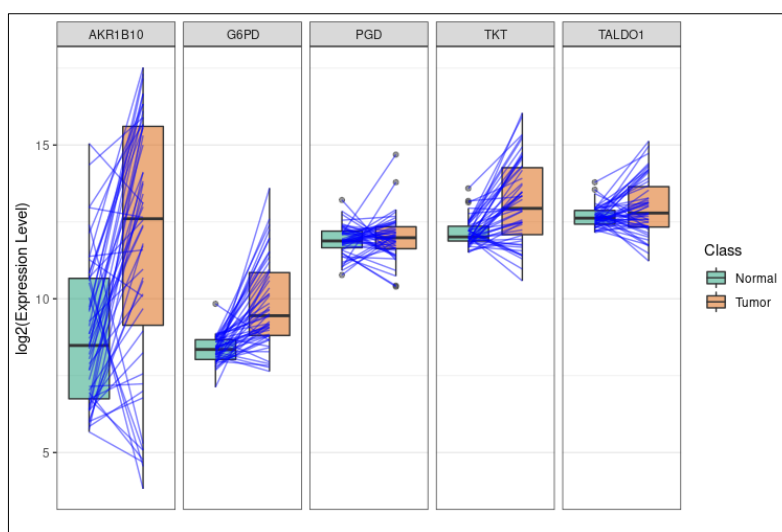 AKR1B10 G6PD PGD TKT TALDO1
15
10
5
log2(Expression Level)
Class
Normal
Tumor